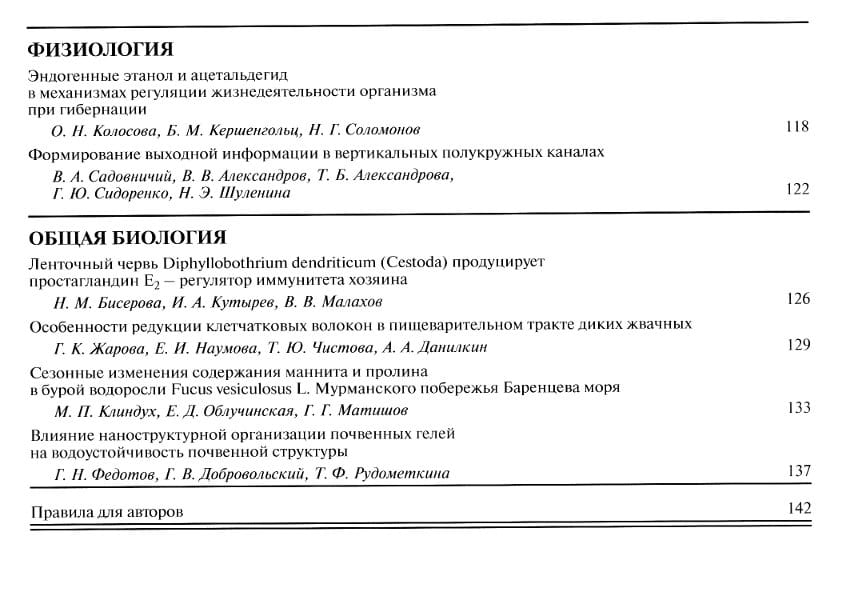 ФИЗИОЛОГИЯ
Эндогенные этанол и ацетальдегид
в механизмах регуляции жизнедеятельности организма
при гибернации
О. Н. Колосова, Б. М. Кершенгольц, Н. Г. Соломонов 118
Формирование выходной информации в вертикальных полукружных каналах
В. А. Садовничий, В. В. Александров, Т. Б. Александрова,
Г. Ю. Сидоренко, Н. Э. Шуленина 122
ОБЩАЯ БИОЛОГИЯ
Ленточный червь Diphyllobothrium dendriticum (Cestoda) продуцирует
простагландин E₂ – регулятор иммунитета хозяина
Н. М. Бисерова, И. А. Кутырев, В. В. Малахов 126
Особенности редукции клетчатковых волокон в пищеварительном тракте диких жвачных
Г. К. Жарова, Е. И. Наумова, Т. Ю. Чистова, А. А. Данилкин 129
Сезонные изменения содержания маннита и пролина
в бурой водоросли Fucus vesiculosus L. Мурманского побережья Баренцева моря
М. П. Клиндух, Е. Д. Облучинская, Г. Г. Матишов 133
Влияние наноструктурной организации почвенных гелей
на водоустойчивость почвенной структуры
Г. Н. Федотов, Г. В. Добровольский, Т. Ф. Рудометкина 137
Правила для авторов 142